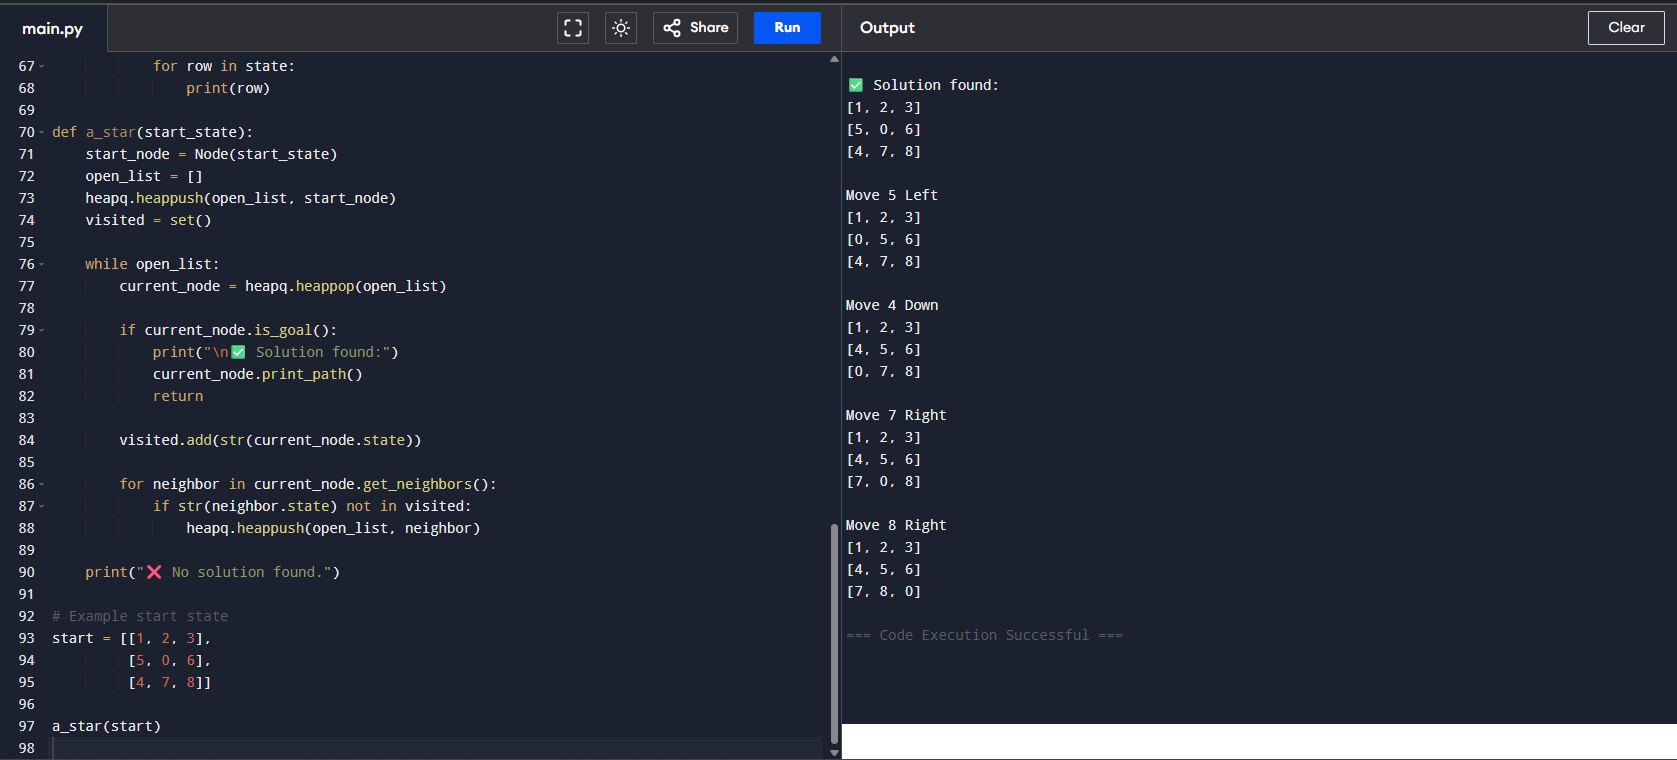 main.py
Share
Run
Output
Clear
67 for row in state:
68 print(row)
69
70 def a_star(start_state):
71 start_node = Node(start_state)
72 open_list = []
73 heapq.heappush(open_list, start_node)
74 visited = set()
75
76 while open_list:
77 current_node = heapq.heappop(open_list)
78
79 if current_node.is_goal():
80 print("\n✅ Solution found:")
81 current_node.print_path()
82 return
83
84 visited.add(str(current_node.state))
85
86 for neighbor in current_node.get_neighbors():
87 if str(neighbor.state) not in visited:
88 heapq.heappush(open_list, neighbor)
89
90 print("❌ No solution found.")
91
92 # Example start state
93 start = [[1, 2, 3],
94 [5, 0, 6],
95 [4, 7, 8]]
96
97 a_star(start)
98
✅ Solution found:
[1, 2, 3]
[5, 0, 6]
[4, 7, 8]
Move 5 Left
[1, 2, 3]
[0, 5, 6]
[4, 7, 8]
Move 4 Down
[1, 2, 3]
[4, 5, 6]
[0, 7, 8]
Move 7 Right
[1, 2, 3]
[4, 5, 6]
[7, 0, 8]
Move 8 Right
[1, 2, 3]
[4, 5, 6]
[7, 8, 0]
=== Code Execution Successful ===